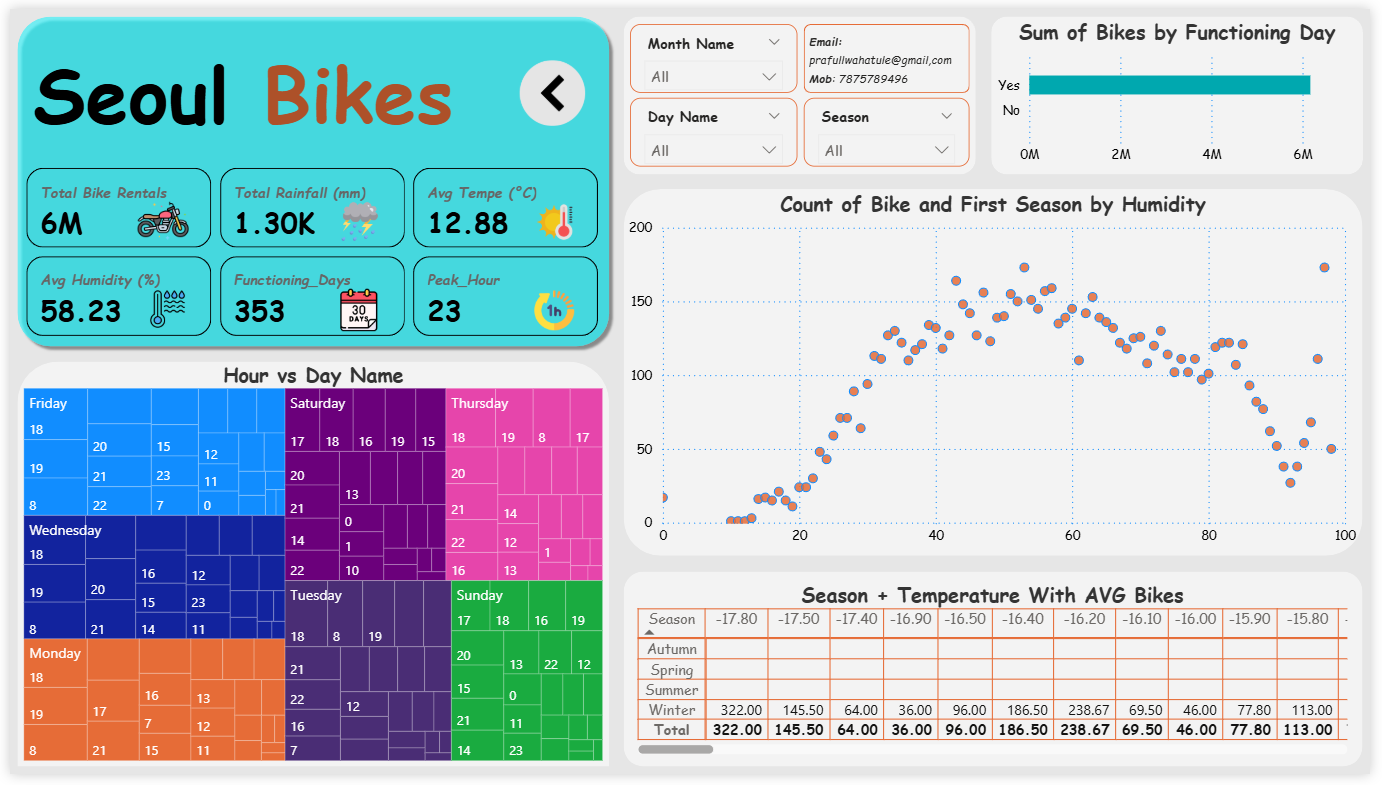 Seoul Bikes
Total Bike Rentals
6M
Total Rainfall (mm)
1.30K
Avg Tempe (°C)
12.88
Avg Humidity (%)
58.23
Functioning_Days
353
30
DAYS
Peak_Hour
23
1h
Month Name
All
Email:
prafullwahatule@gmail,com
Mob: 7875789496
Day Name
All
Season
All
Sum of Bikes by Functioning Day
Yes
No
0M 2M 4M 6M
Hour vs Day Name
Friday
18
19
8
20
21
22
15
23
7
12
11
0
Wednesday
18
19
8
20
21
16
15
14
12
23
11
Monday
18
19
8
17
21
16
7
15
13
12
11
Saturday
17 18 16 19 15
20
21
14
22
13
0
1
10
Tuesday
18 8 19
21
22
16
7
12
Thursday
18 19 8 17
20
21
22
16
14
12
13
1
Sunday
17 18 16 19
20
15
21
14
13 22 12
0
11
23
Count of Bike and First Season by Humidity
200
150
100
50
0
0 20 40 60 80 100
Season + Temperature With AVG Bikes
Season -17.80 -17.50 -17.40 -16.90 -16.50 -16.40 -16.20 -16.10 -16.00 -15.90 -15.80
Autumn
Spring
Summer
Winter 322.00 145.50 64.00 36.00 96.00 186.50 238.67 69.50 46.00 77.80 113.00
Total 322.00 145.50 64.00 36.00 96.00 186.50 238.67 69.50 46.00 77.80 113.00